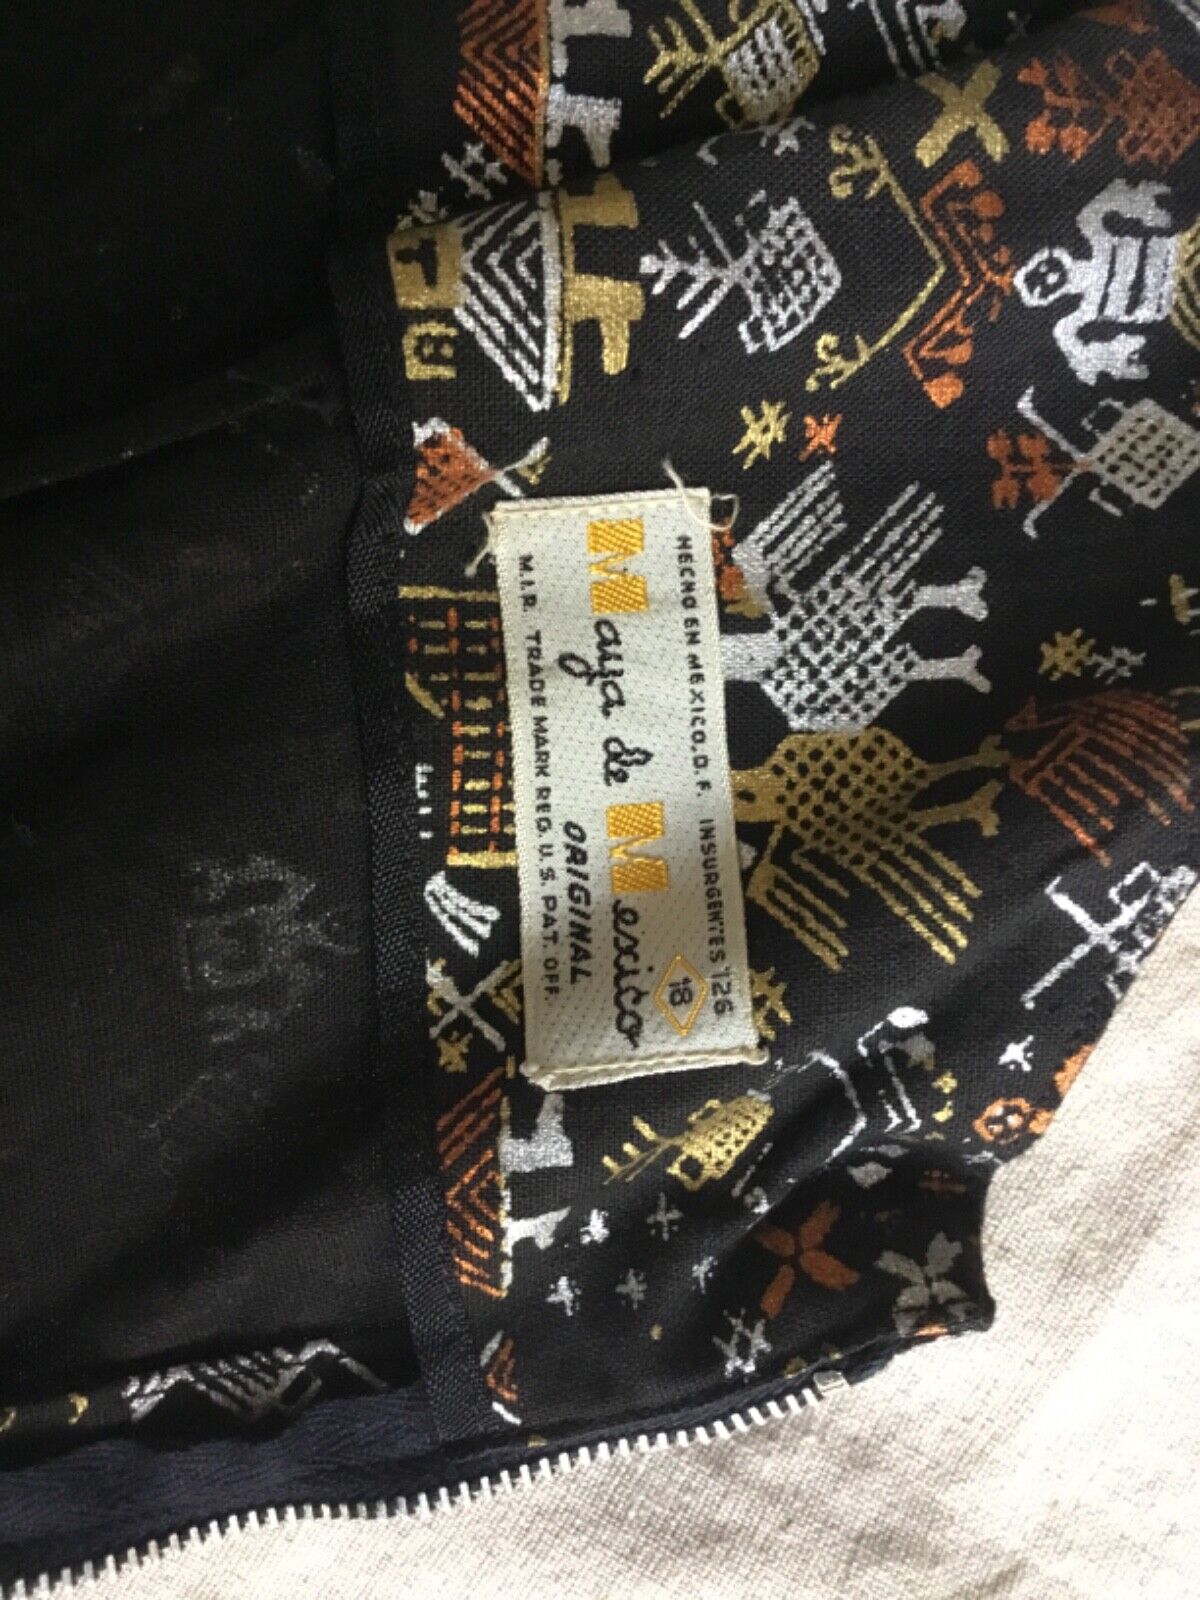 HECHO EN MEXICO, D. F. INSURGENTES 126
Maya de Mexico
18
ORIGINAL
M.I.R. TRADE MARK REG. U. S. PAT. OFF.